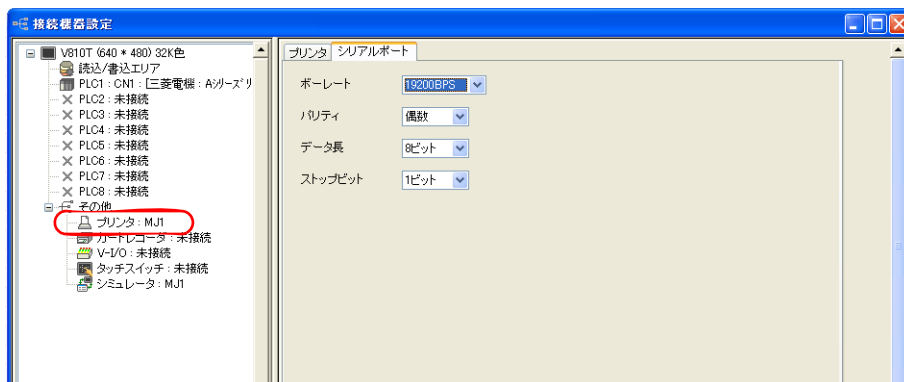 接続機器設定
V810T (640 * 480) 32K色
読込/書込エリア
PLC1 : CN1 : [三菱電機 : Aシリーズリ
PLC2 : 未接続
PLC3 : 未接続
PLC4 : 未接続
PLC5 : 未接続
PLC6 : 未接続
PLC7 : 未接続
PLC8 : 未接続
その他
プリンタ : MJ1
カードレコーダ : 未接続
V-I/O : 未接続
タッチスイッチ : 未接続
シミュレータ : MJ1
プリンタ シリアルポート
ボーレート 19200BPS
パリティ 偶数
データ長 8ビット
ストップビット 1ビット